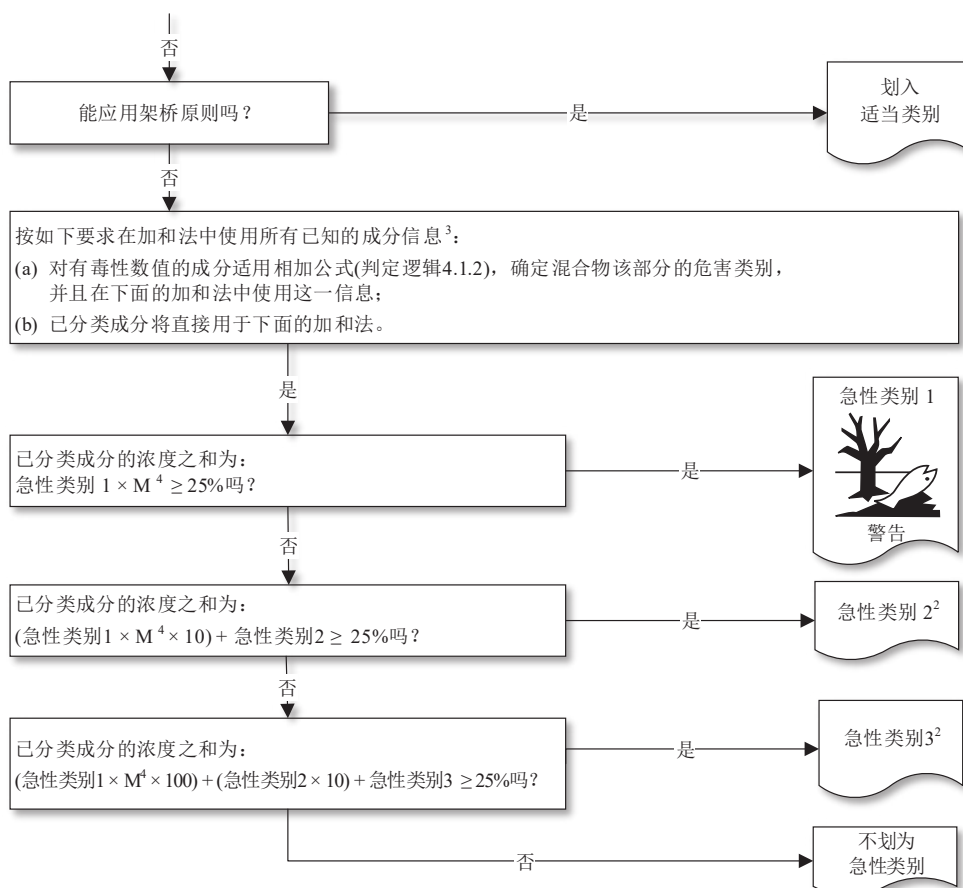 否
能应用架桥原则吗？
是
划入
适当类别
否
按如下要求在加和法中使用所有已知的成分信息³：
(a) 对有毒性数值的成分适用相加公式(判定逻辑4.1.2)，确定混合物该部分的危害类别，
并且在下面的加和法中使用这一信息；
(b) 已分类成分将直接用于下面的加和法。
是
已分类成分的浓度之和为：
急性类别 1 × M ⁴ ≥ 25%吗？
是
急性类别 1
警告
否
已分类成分的浓度之和为：
(急性类别1 × M ⁴ × 10) + 急性类别2 ≥ 25%吗？
是
急性类别 2²
否
已分类成分的浓度之和为：
(急性类别1 × M⁴ × 100) + (急性类别2 × 10) + 急性类别3 ≥ 25%吗？
是
急性类别3²
否
不划为
急性类别